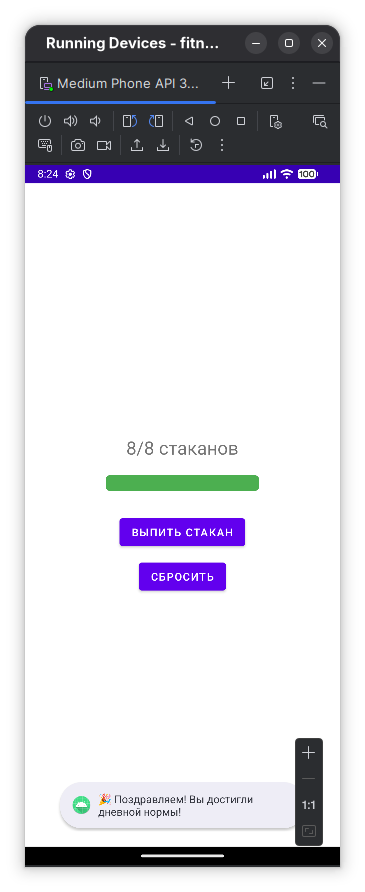 Running Devices - fitn...
Medium Phone API 3...
8:24
100
8/8 стаканов
ВЫПИТЬ СТАКАН
СБРОСИТЬ
1:1
🎉 Поздравляем! Вы достигли
дневной нормы!